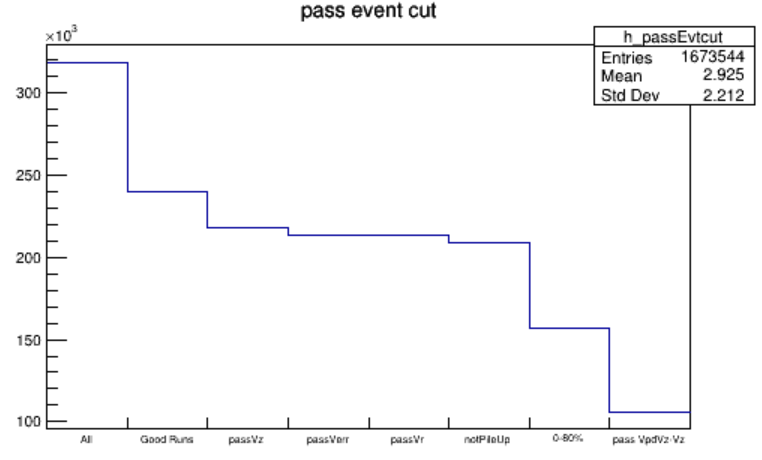 pass event cut
×10³
h_passEvtcut
Entries 1673544
Mean 2.925
Std Dev 2.212
300
250
200
150
100
All Good Runs passVz passVerr passVr notPileUp 0-80% pass VpdVz-Vz